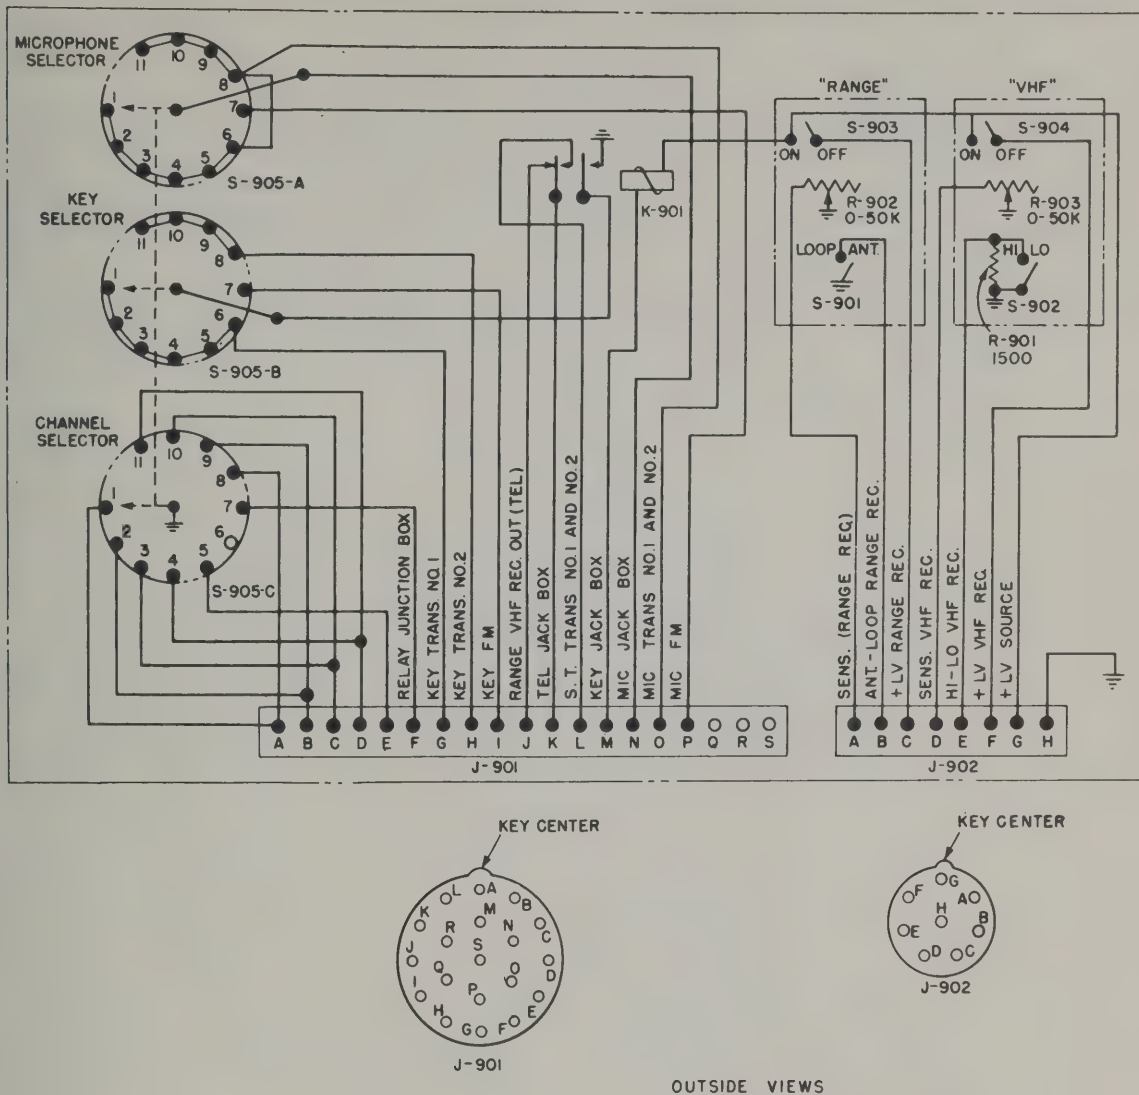 MICROPHONE
SELECTOR
1
2
3
4
5
6
7
8
9
10
11
S-905-A
KEY
SELECTOR
1
2
3
4
5
6
7
8
9
10
11
S-905-B
CHANNEL
SELECTOR
1
2
3
4
5
6
7
8
9
10
11
S-905-C
K-901
"RANGE"
S-903
ON OFF
R-902
0-50K
LOOP ANT.
S-901
"VHF"
S-904
ON OFF
R-903
0-50K
HI LO
S-902
R-901
1500
RELAY JUNCTION BOX
KEY TRANS. NO.1
KEY TRANS. NO.2
KEY FM
RANGE VHF REC. OUT (TEL)
TEL JACK BOX
S.T. TRANS NO.1 AND NO.2
KEY JACK BOX
MIC JACK BOX
MIC TRANS NO.1 AND NO.2
MIC FM
SENS. (RANGE REC.)
ANT.-LOOP RANGE REC.
+LV RANGE REC.
SENS. VHF REC.
HI-LO VHF REC.
+LV VHF REC.
+LV SOURCE
A B C D E F G H I J K L M N O P Q R S
J-901
A B C D E F G H
J-902
KEY CENTER
L A B
K M C
R N
J S D
Q O
I P E
H G F
J-901
KEY CENTER
G
F A
H B
E
D C
J-902
OUTSIDE VIEWS